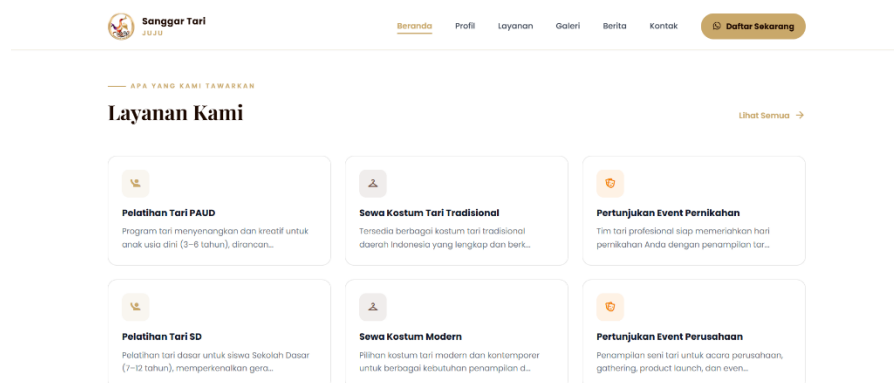 Sanggar Tari
JUJU
Beranda
Profil
Layanan
Galeri
Berita
Kontak
Daftar Sekarang
APA YANG KAMI TAWARKAN
Layanan Kami
Lihat Semua
Pelatihan Tari PAUD
Program tari menyenangkan dan kreatif untuk
anak usia dini (3-6 tahun), dirancan...
Sewa Kostum Tari Tradisional
Tersedia berbagai kostum tari tradisional
daerah Indonesia yang lengkap dan berk...
Pertunjukan Event Pernikahan
Tim tari profesional siap memeriahkan hari
pernikahan Anda dengan penampilan tar...
Pelatihan Tari SD
Pelatihan tari dasar untuk siswa Sekolah Dasar
(7-12 tahun), memperkenalkan gera...
Sewa Kostum Modern
Pilihan kostum tari modern dan kontemporer
untuk berbagai kebutuhan penampilan d...
Pertunjukan Event Perusahaan
Penampilan seni tari untuk acara perusahaan,
gathering, product launch, dan even...